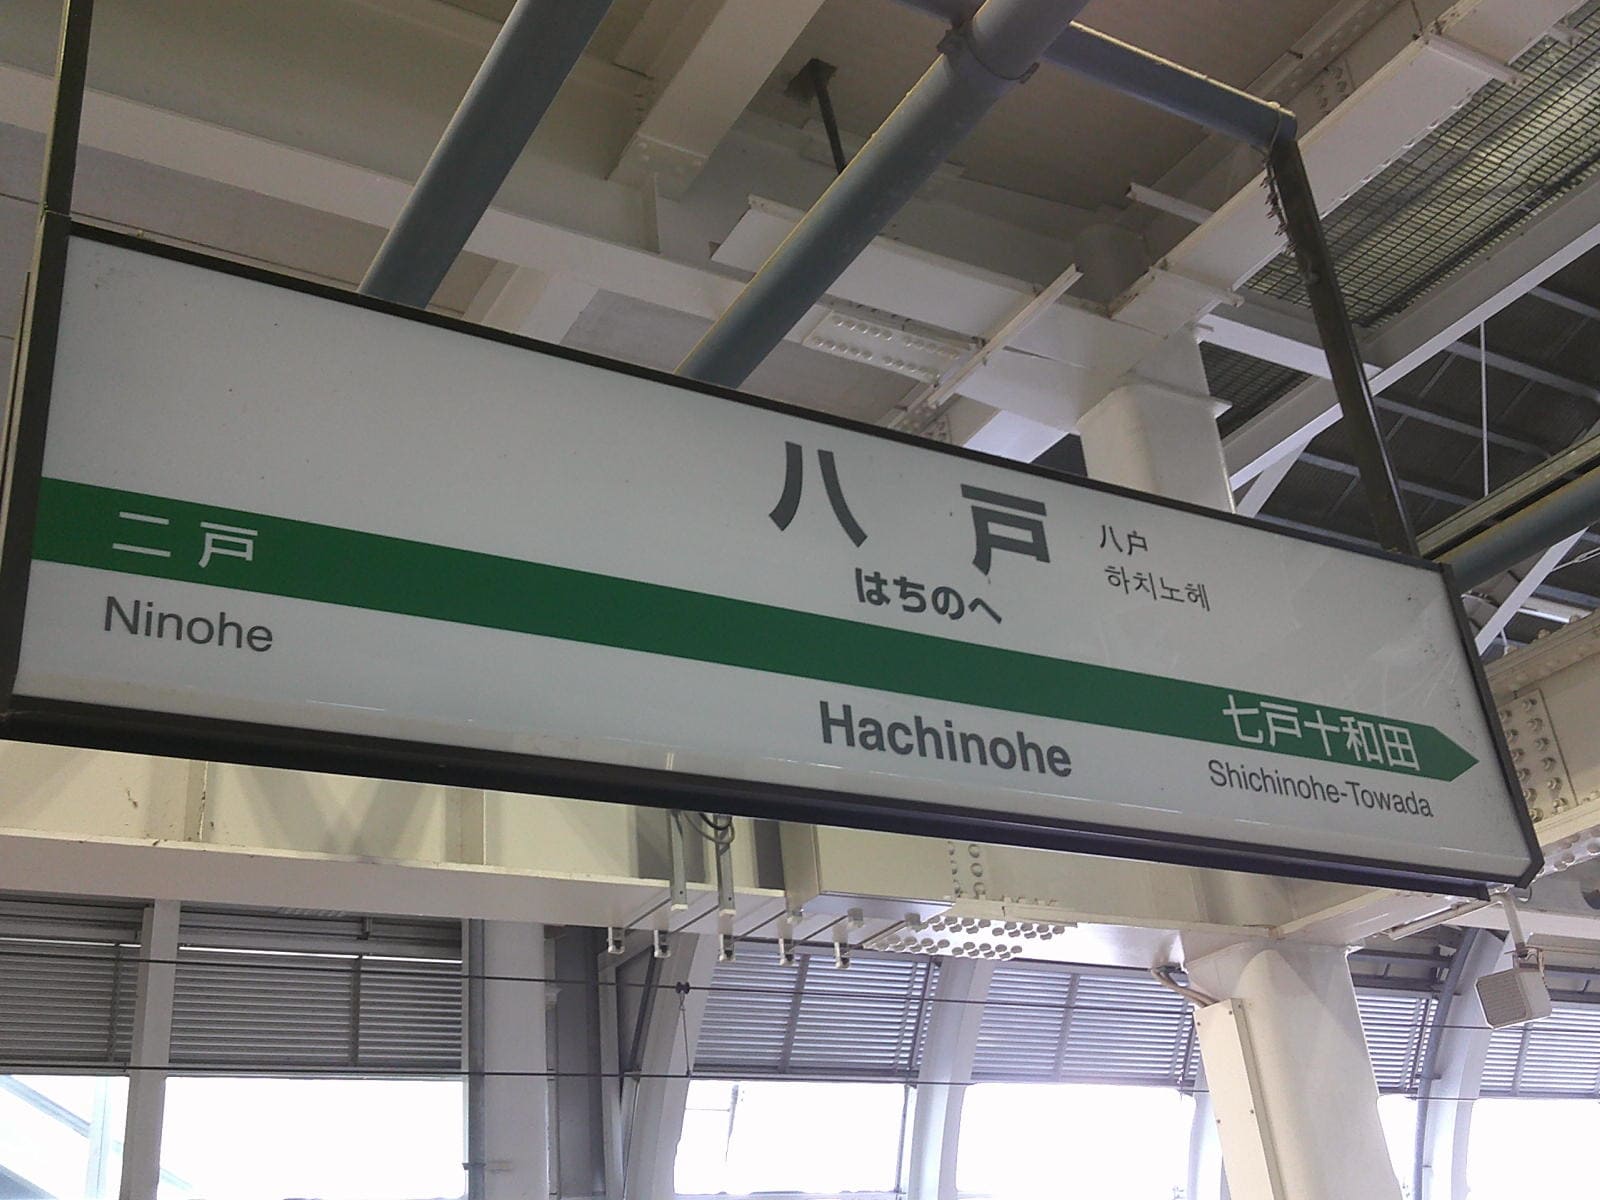 八戸
八户
하치노헤
はちのへ
二戸
Ninohe
Hachinohe
七戸十和田
Shichinohe-Towada